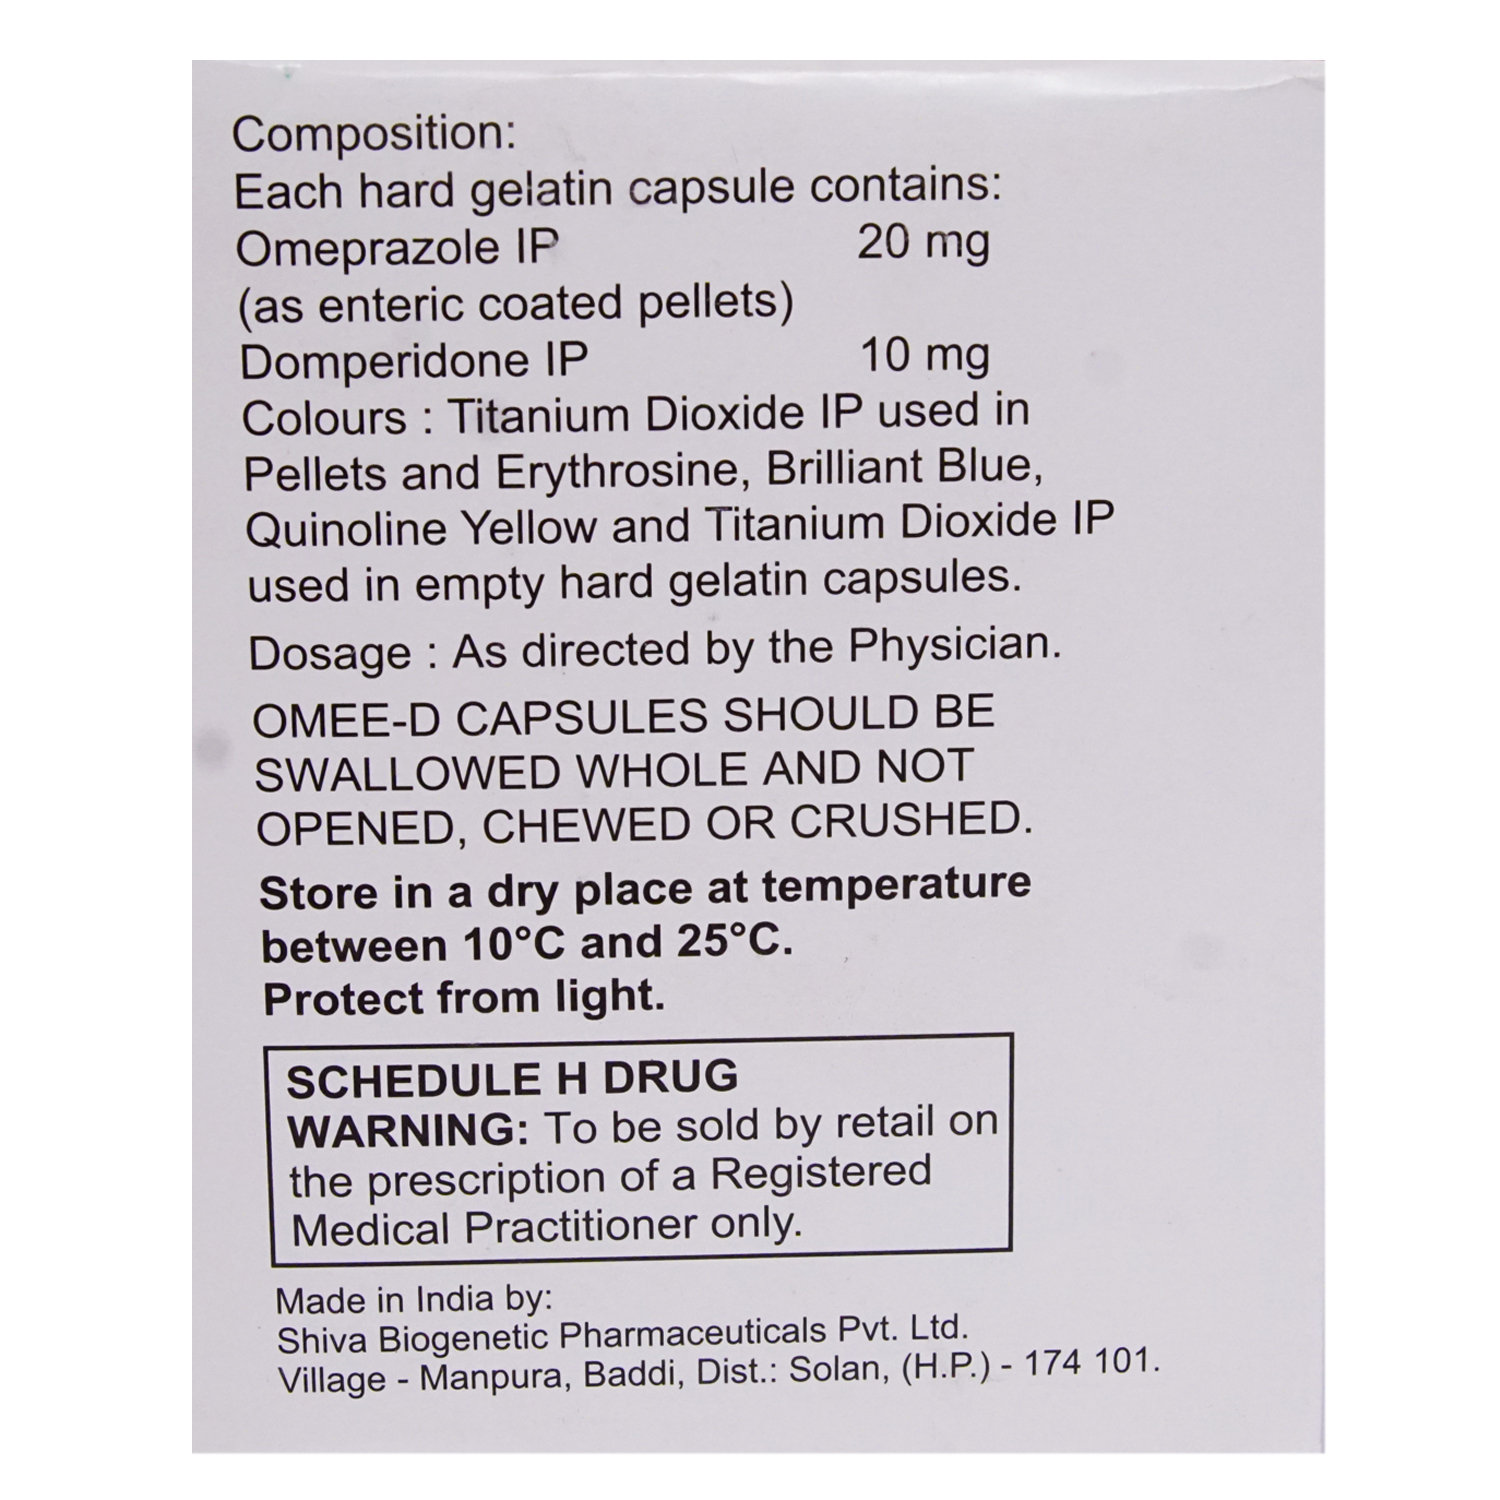 Composition:
Each hard gelatin capsule contains:
Omeprazole IP 20 mg
(as enteric coated pellets)
Domperidone IP 10 mg
Colours : Titanium Dioxide IP used in
Pellets and Erythrosine, Brilliant Blue,
Quinoline Yellow and Titanium Dioxide IP
used in empty hard gelatin capsules.
Dosage : As directed by the Physician.
OMEE-D CAPSULES SHOULD BE
SWALLOWED WHOLE AND NOT
OPENED, CHEWED OR CRUSHED.
Store in a dry place at temperature
between 10°C and 25°C.
Protect from light.
SCHEDULE H DRUG
WARNING: To be sold by retail on
the prescription of a Registered
Medical Practitioner only.
Made in India by:
Shiva Biogenetic Pharmaceuticals Pvt. Ltd.
Village - Manpura, Baddi, Dist.: Solan, (H.P.) - 174 101.